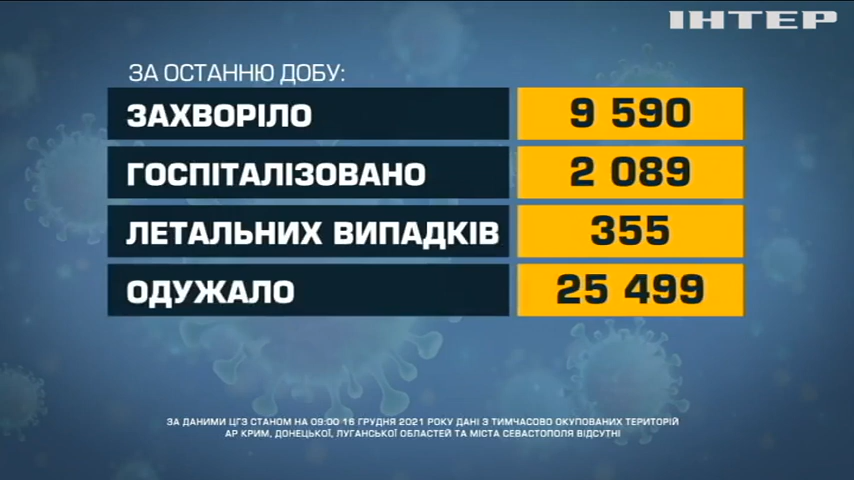 ІНТЕР
ЗА ОСТАННЮ ДОБУ:
ЗАХВОРІЛО 9 590
ГОСПІТАЛІЗОВАНО 2 089
ЛЕТАЛЬНИХ ВИПАДКІВ 355
ОДУЖАЛО 25 499
ЗА ДАНИМИ ЦГЗ СТАНОМ НА 09:00 16 ГРУДНЯ 2021 РОКУ ДАНІ З ТИМЧАСОВО ОКУПОВАНИХ ТЕРИТОРІЙ
АР КРИМ, ДОНЕЦЬКОЇ, ЛУГАНСЬКОЇ ОБЛАСТЕЙ ТА МІСТА СЕВАСТОПОЛЯ ВІДСУТНІ